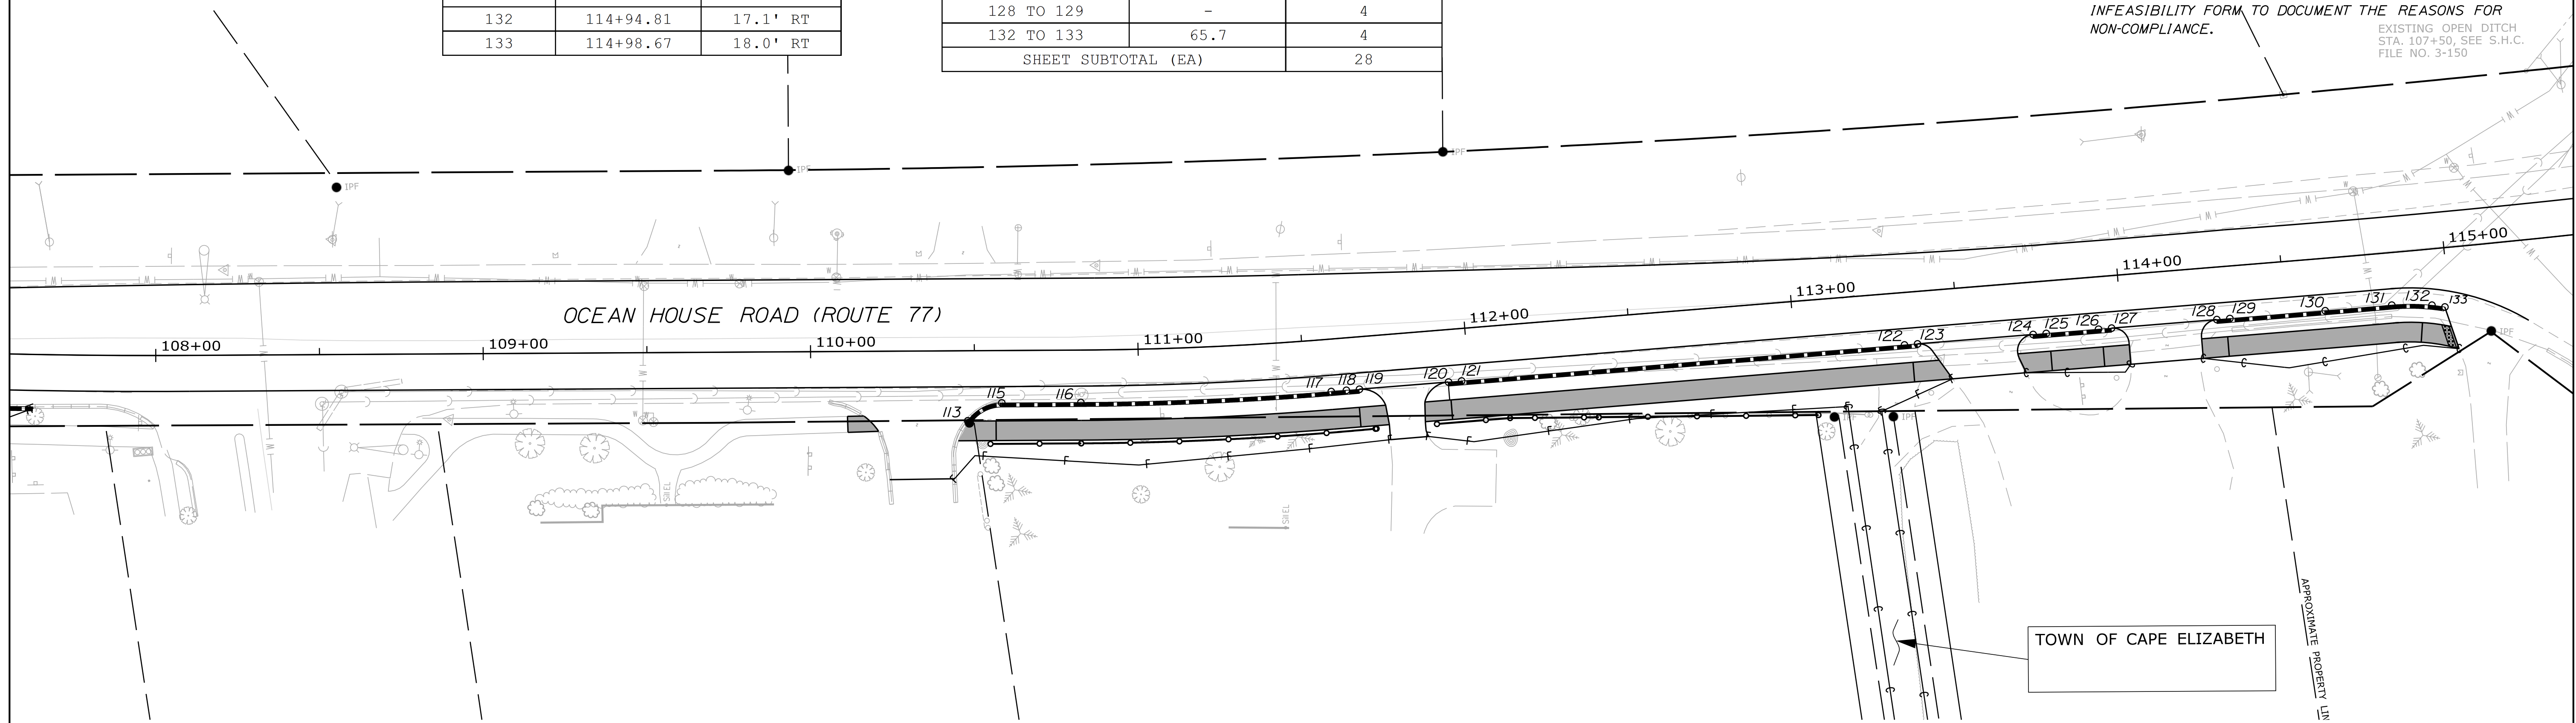 132 114+94.81 17.1' RT
133 114+98.67 18.0' RT
128 TO 129 - 4
132 TO 133 65.7 4
SHEET SUBTOTAL (EA) 28
INFEASIBILITY FORM TO DOCUMENT THE REASONS FOR
NON-COMPLIANCE.
EXISTING OPEN DITCH
STA. 107+50, SEE S.H.C.
FILE NO. 3-150
IPF
IPF
IPF
OCEAN HOUSE ROAD (ROUTE 77)
108+00
109+00
110+00
111+00
112+00
113+00
114+00
115+00
113
115
116
117
118
119
120
121
122
123
124
125
126
127
128
129
130
131
132
133
IPF
IPF
TOWN OF CAPE ELIZABETH
APPROXIMATE PROPERTY LIN